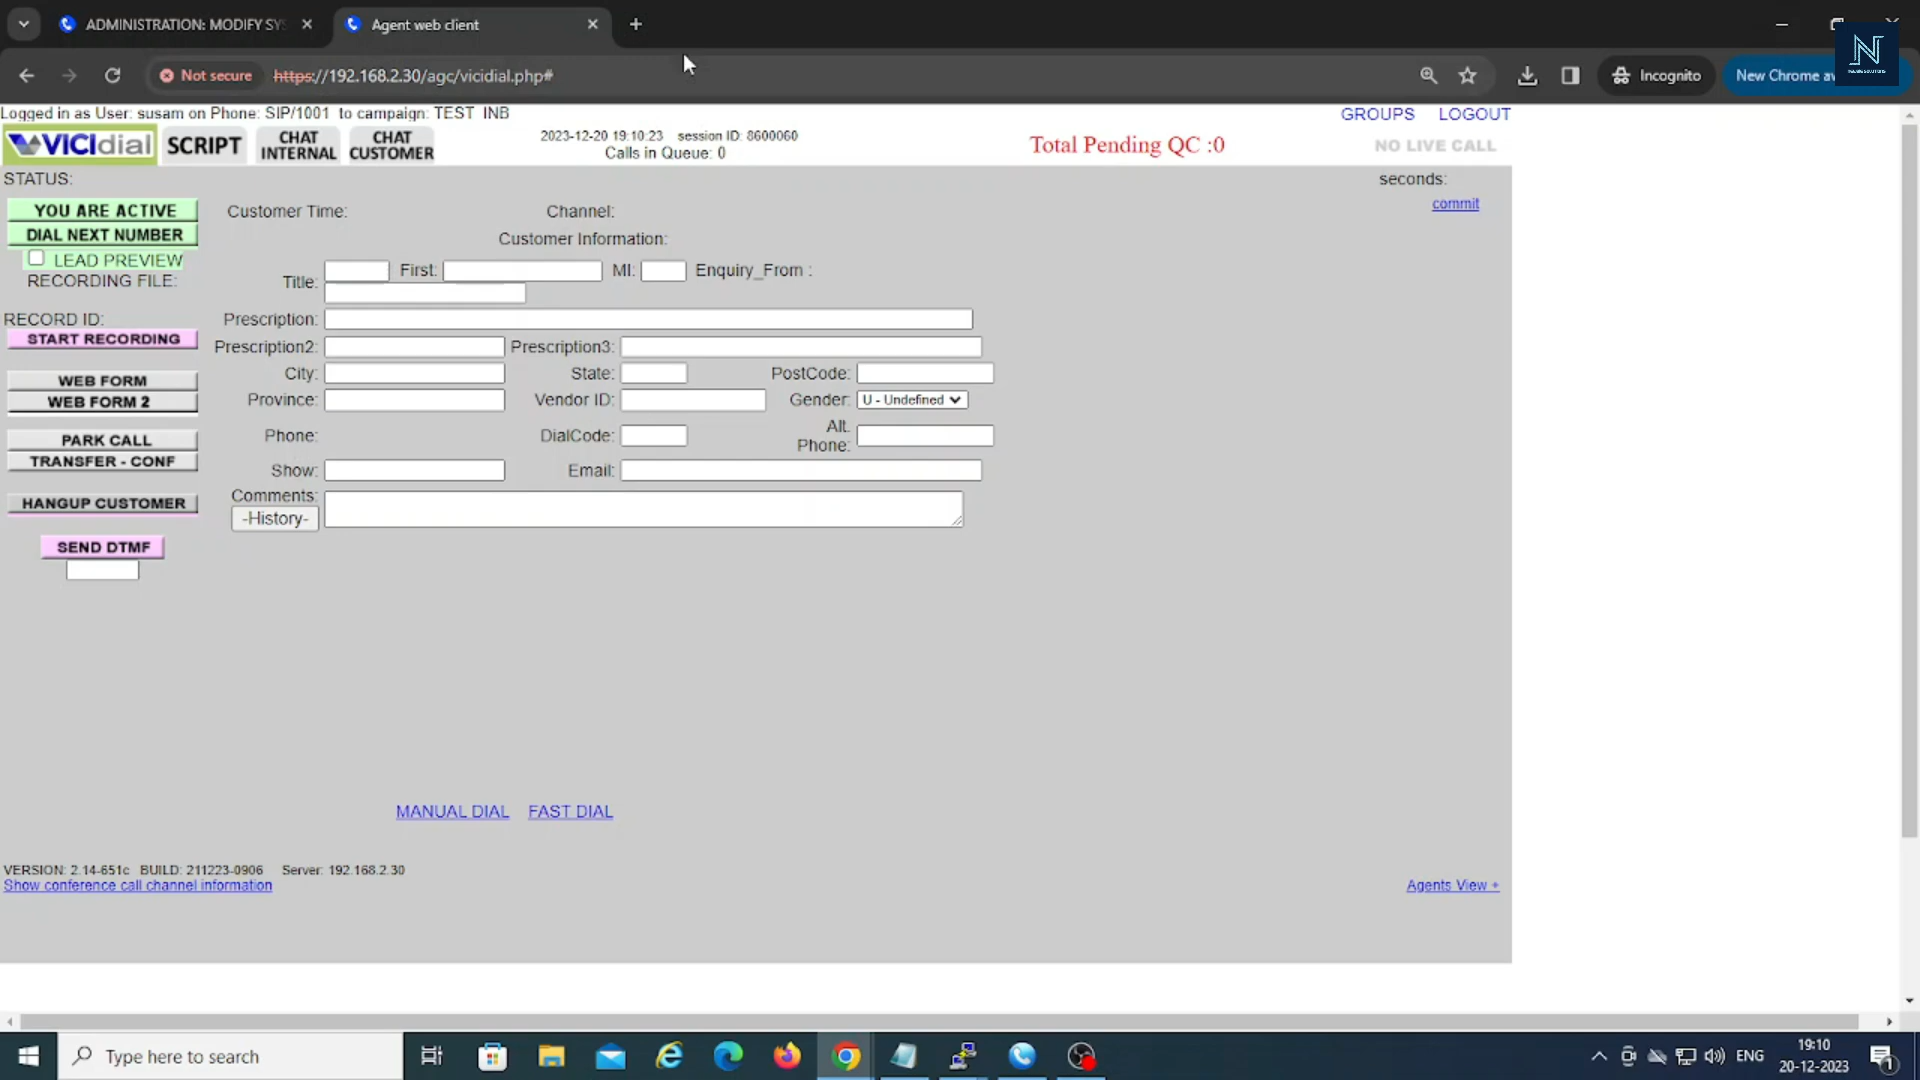 ADMINISTRATION: MODIFY SYS
Agent web client
Not secure
https://192.168.2.30/agc/vicidial.php#
Incognito
New Chrome av
Logged in as User: susam on Phone: SIP/1001 to campaign: TEST_INB
GROUPS LOGOUT
VICIdial
SCRIPT
CHAT INTERNAL
CHAT CUSTOMER
2023-12-20 19:10:23 session ID: 8600060
Calls in Queue: 0
Total Pending QC :0
NO LIVE CALL
STATUS:
seconds:
YOU ARE ACTIVE
Customer Time:
Channel:
commit
DIAL NEXT NUMBER
Customer Information:
LEAD PREVIEW
RECORDING FILE:
Title:
First:
MI:
Enquiry_From :
RECORD ID:
Prescription:
START RECORDING
Prescription2:
Prescription3:
WEB FORM
City:
State:
PostCode:
WEB FORM 2
Province:
Vendor ID:
Gender: U - Undefined
PARK CALL
Phone:
DialCode:
Alt.
Phone:
TRANSFER - CONF
Show:
Email:
HANGUP CUSTOMER
Comments:
-History-
SEND DTMF
MANUAL DIAL FAST DIAL
VERSION: 2.14-651c BUILD: 211223-0906 Server: 192.168.2.30
Show conference call channel information
Agents View +
Type here to search
ENG
19:10
20-12-2023
1